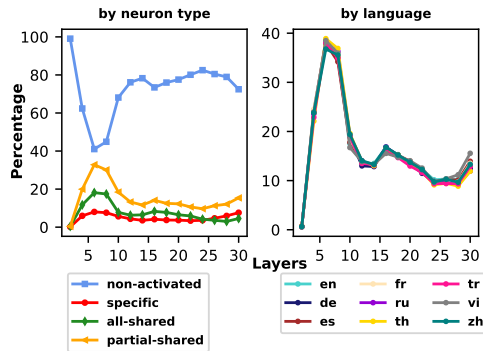 by neuron type
by language
Percentage
100
80
60
40
20
0
5 10 15 20 25 30
40
30
20
10
0
5 10 15 20 25 30
Layers
non-activated
specific
all-shared
partial-shared
en fr tr
de ru vi
es th zh